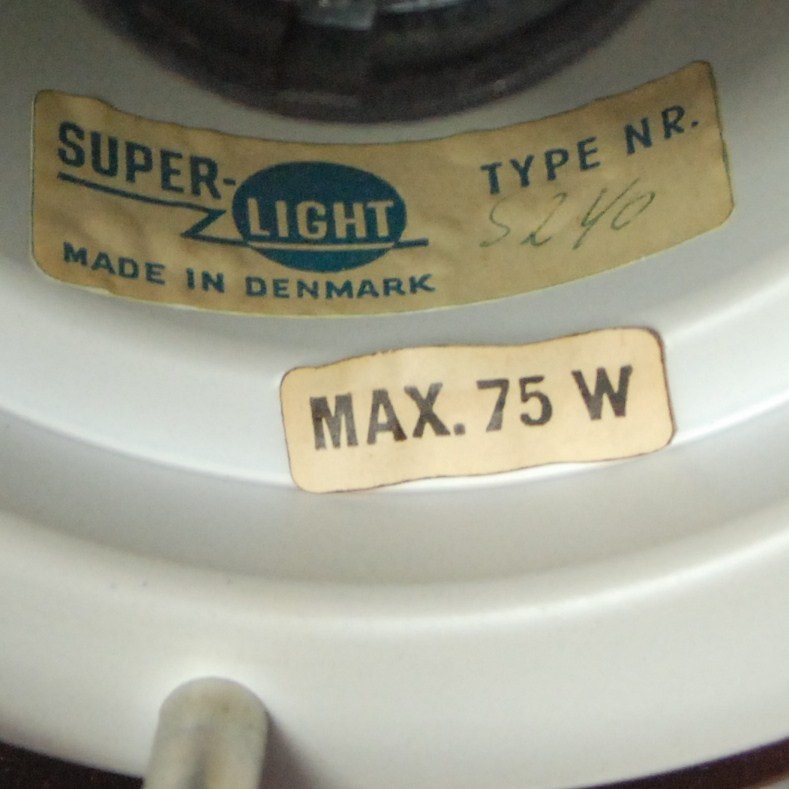 SUPER-LIGHT
MADE IN DENMARK
TYPE NR.
S240
MAX. 75 W